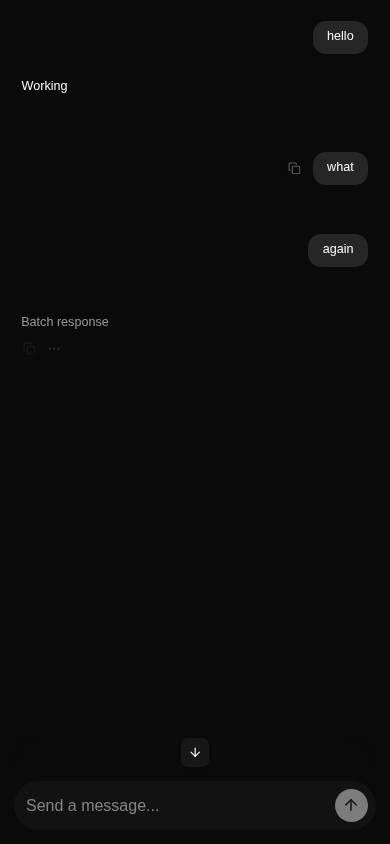 hello
Working
what
again
Batch response
Send a message...